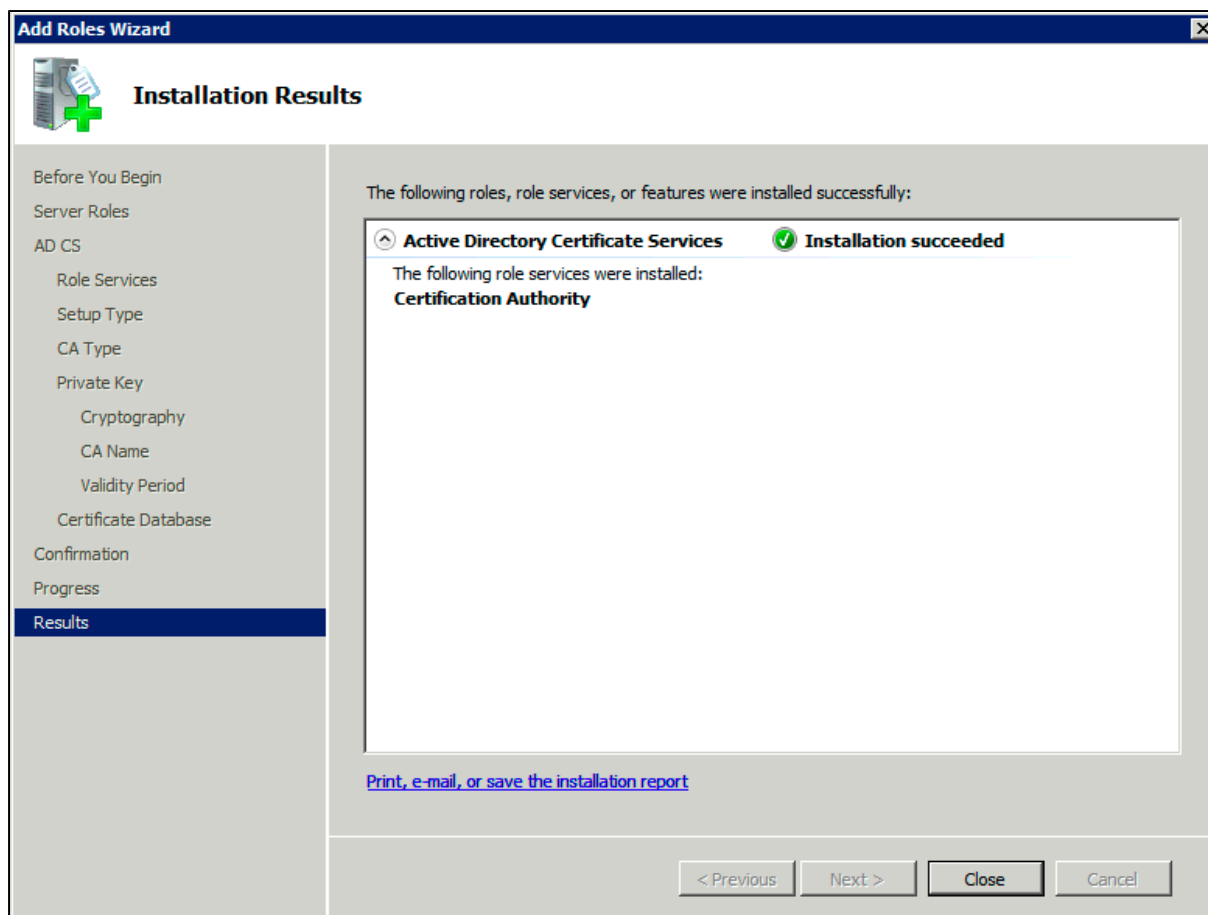 Add Roles Wizard
Installation Results
Before You Begin
Server Roles
AD CS
Role Services
Setup Type
CA Type
Private Key
Cryptography
CA Name
Validity Period
Certificate Database
Confirmation
Progress
Results
The following roles, role services, or features were installed successfully:
Active Directory Certificate Services Installation succeeded
The following role services were installed:
Certification Authority
Print, e-mail, or save the installation report
< Previous Next > Close Cancel